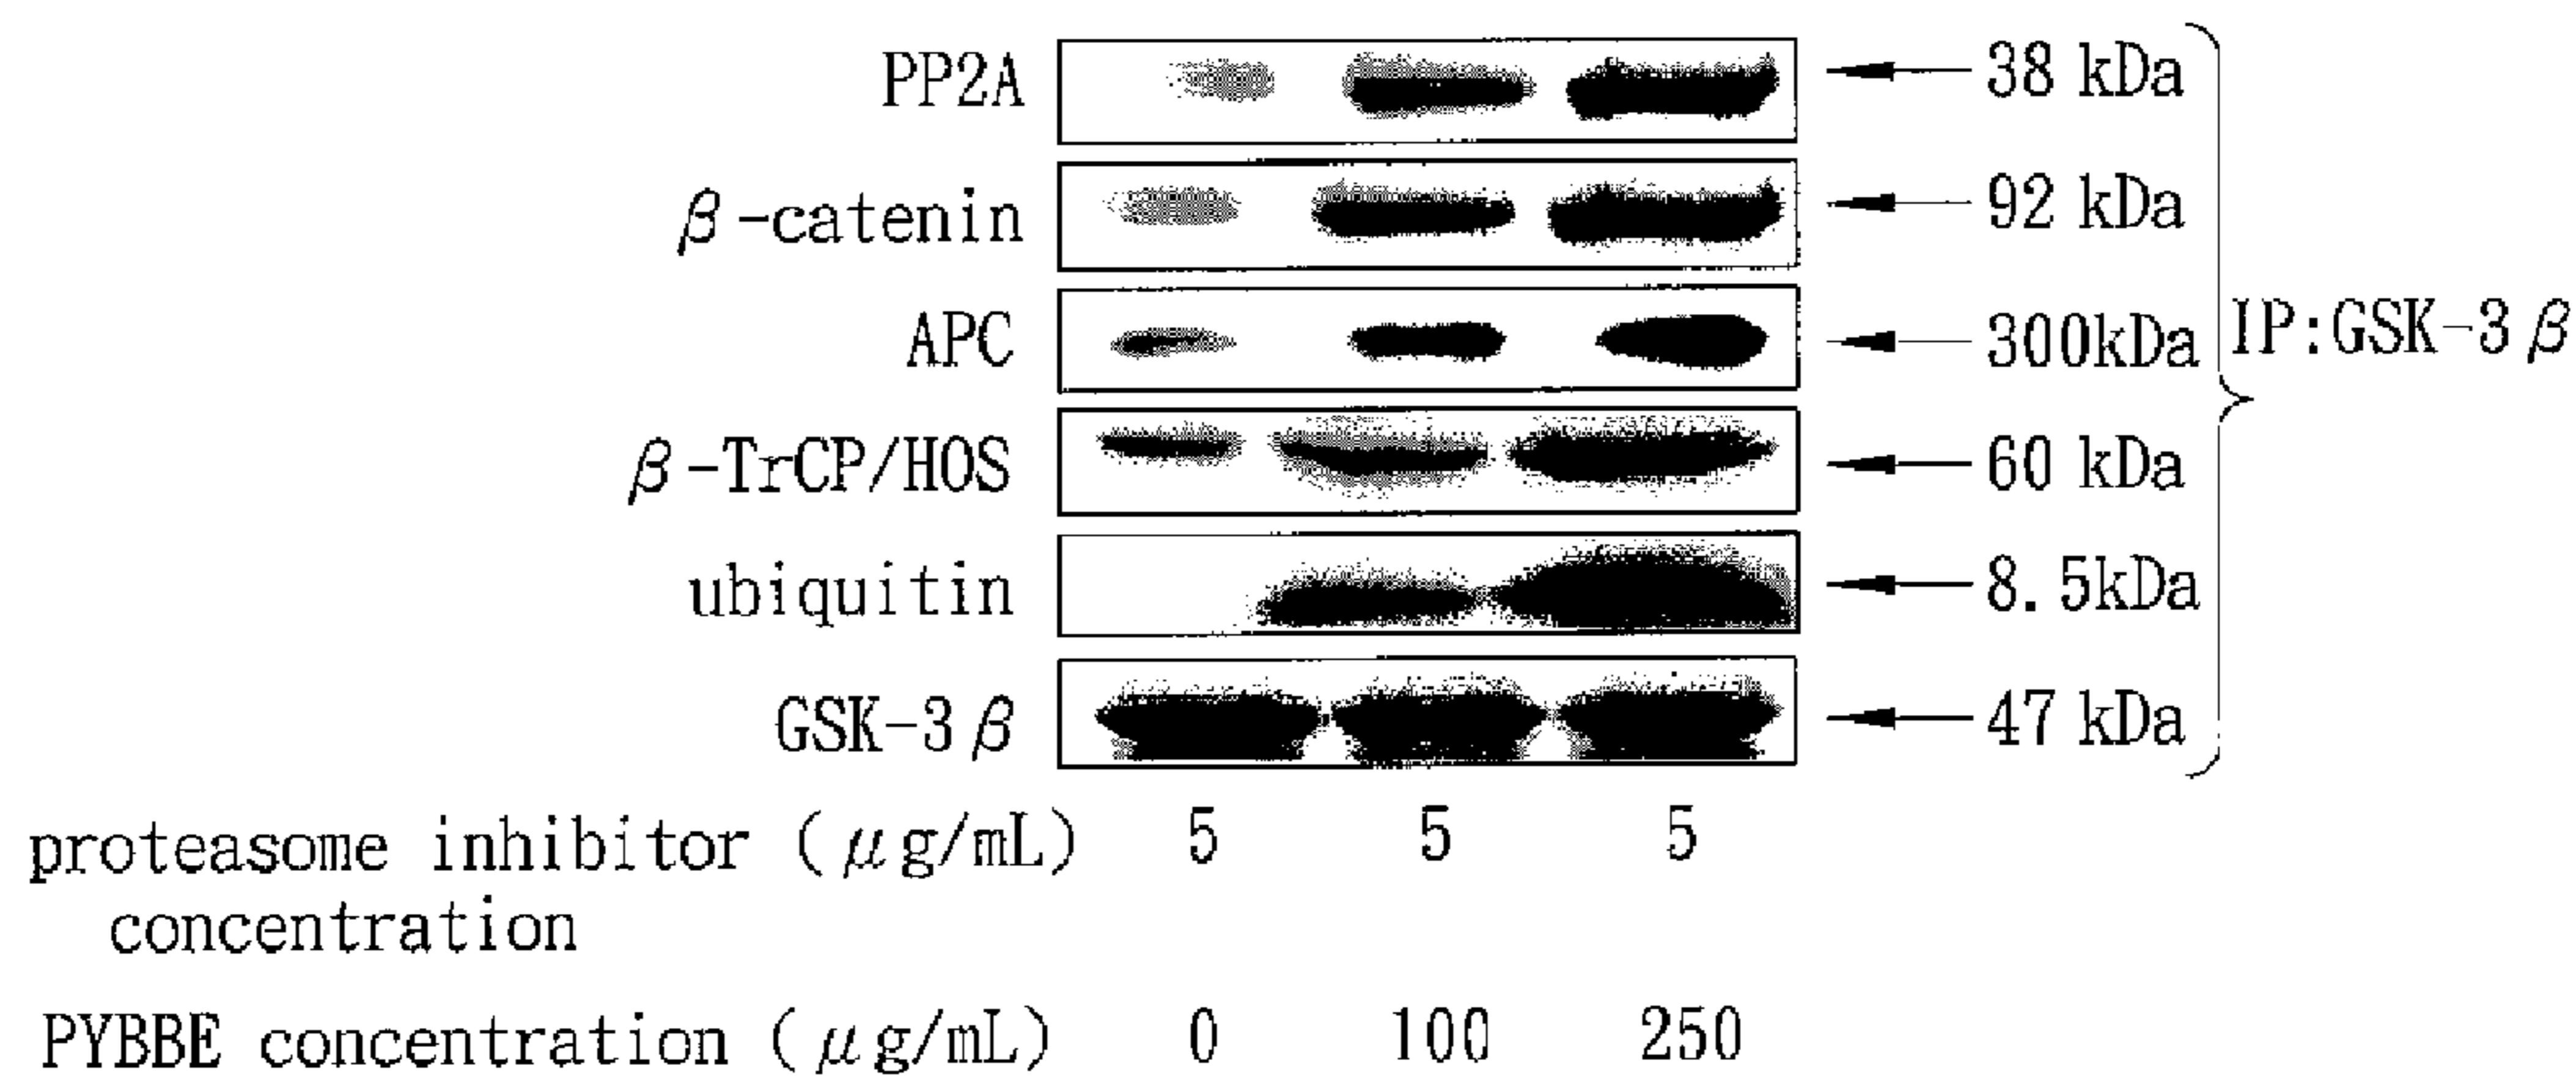 PP2A 38 kDa
β-catenin 92 kDa
APC 300kDa IP:GSK-3β
β-TrCP/HOS 60 kDa
ubiquitin 8.5kDa
GSK-3β 47 kDa
proteasome inhibitor (μg/mL) 5 5 5
concentration
PYBBE concentration (μg/mL) 0 100 250